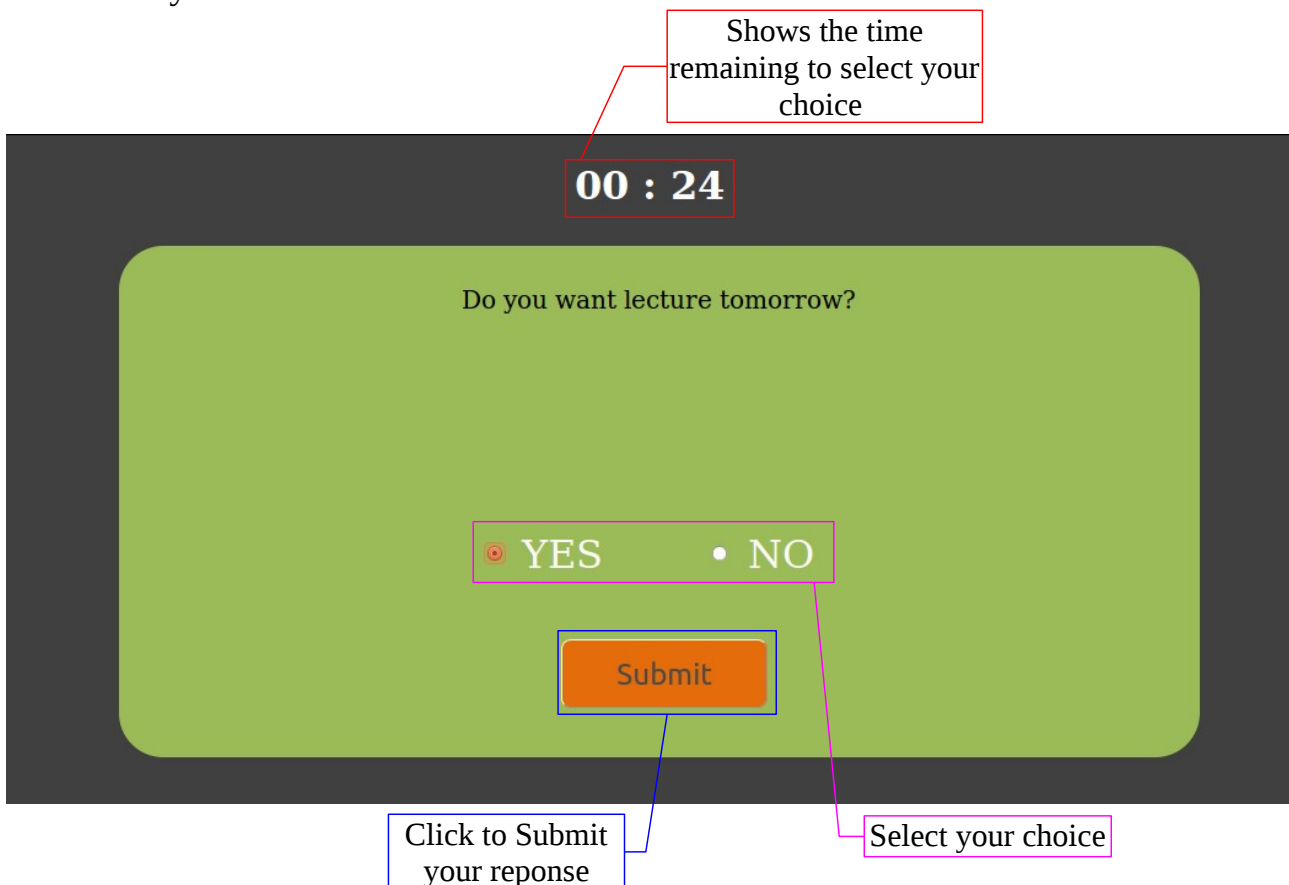 Shows the time
remaining to select your
choice
00 : 24
Do you want lecture tomorrow?
YES NO
Submit
Click to Submit
your reponse
Select your choice